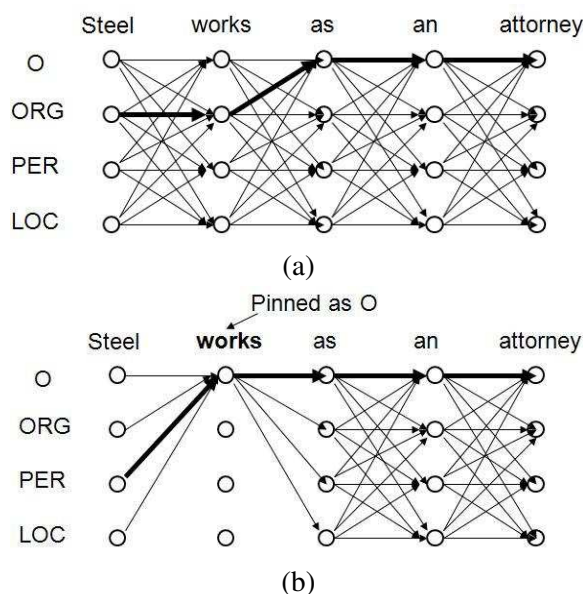 Steel works as an attorney
O
ORG
PER
LOC
(a)
Pinned as O
Steel works as an attorney
O
ORG
PER
LOC
(b)